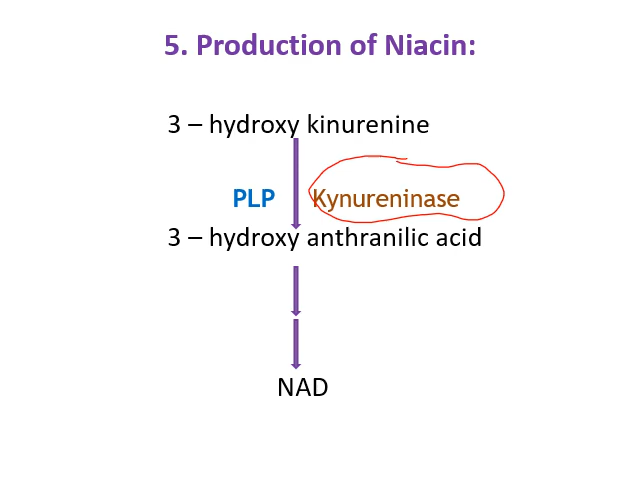 5. Production of Niacin:
3 – hydroxy kinurenine
PLP Kynureninase
3 – hydroxy anthranilic acid
NAD